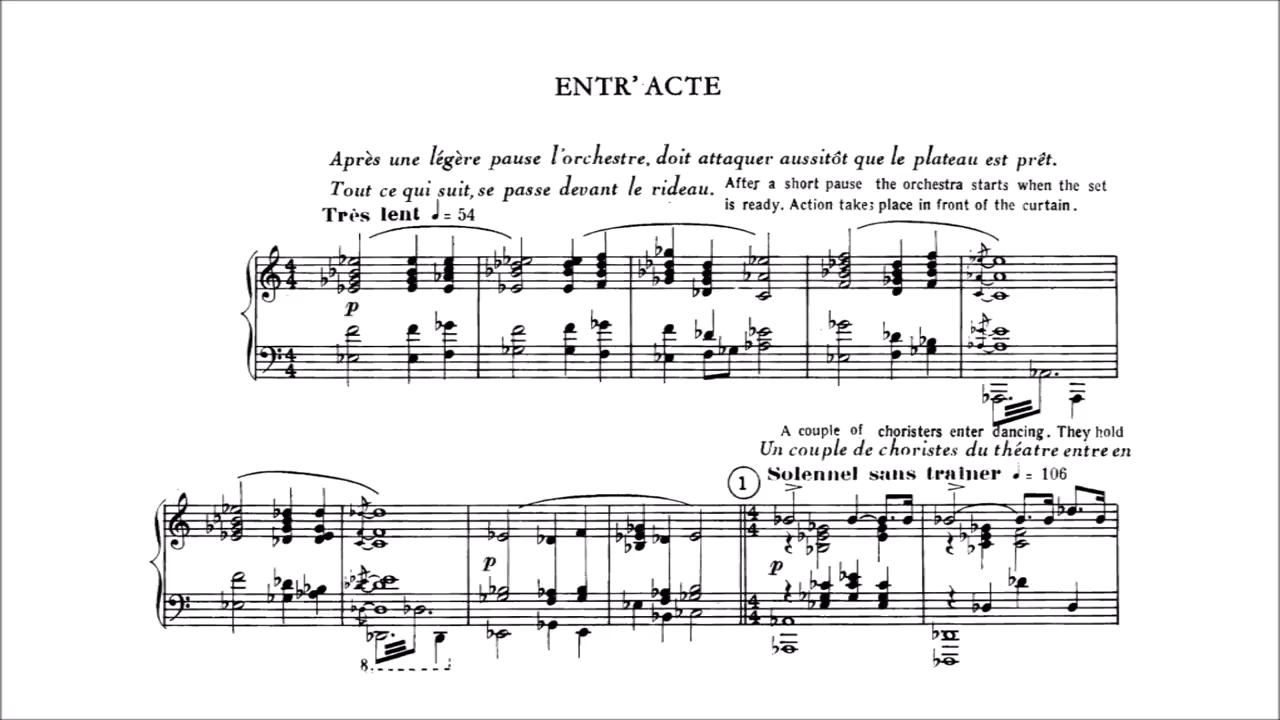 ENTR' ACTE
Après une légère pause l'orchestre, doit attaquer aussitôt que le plateau est prêt.
Tout ce qui suit, se passe devant le rideau. After a short pause the orchestra starts when the set
is ready. Action takes place in front of the curtain.
Très lent ♩= 54
p
A couple of choristers enter dancing. They hold
Un couple de choristes du théatre entre en
1 Solennel sans traîner ♩= 106
p
p
8